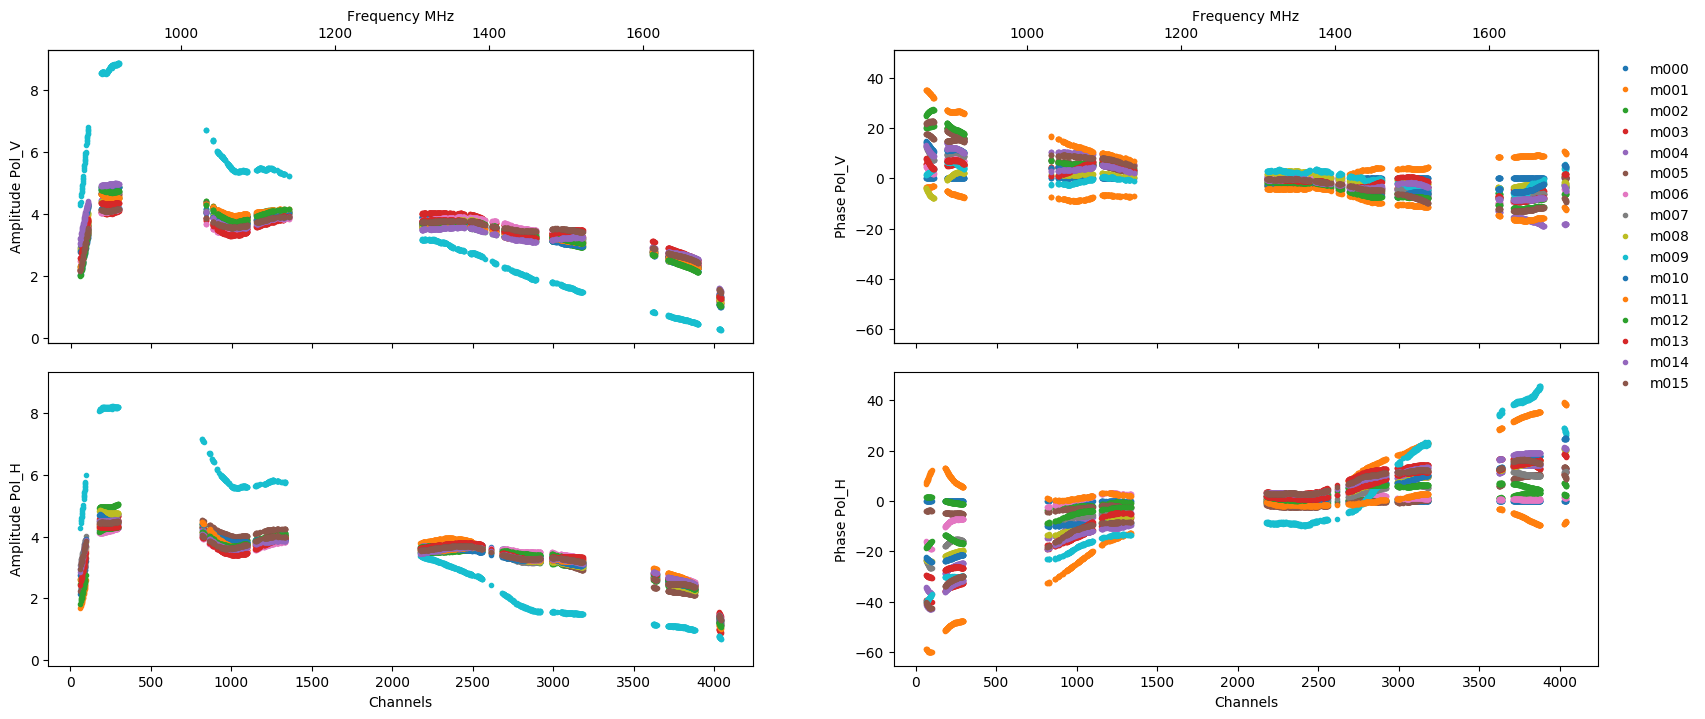 Frequency MHz
1000 1200 1400 1600
Amplitude Pol_V
8
6
4
2
0
Frequency MHz
1000 1200 1400 1600
Phase Pol_V
40
20
0
−20
−40
−60
m000
m001
m002
m003
m004
m005
m006
m007
m008
m009
m010
m011
m012
m013
m014
m015
Amplitude Pol_H
8
6
4
2
0
0 500 1000 1500 2000 2500 3000 3500 4000
Channels
Phase Pol_H
40
20
0
−20
−40
−60
0 500 1000 1500 2000 2500 3000 3500 4000
Channels